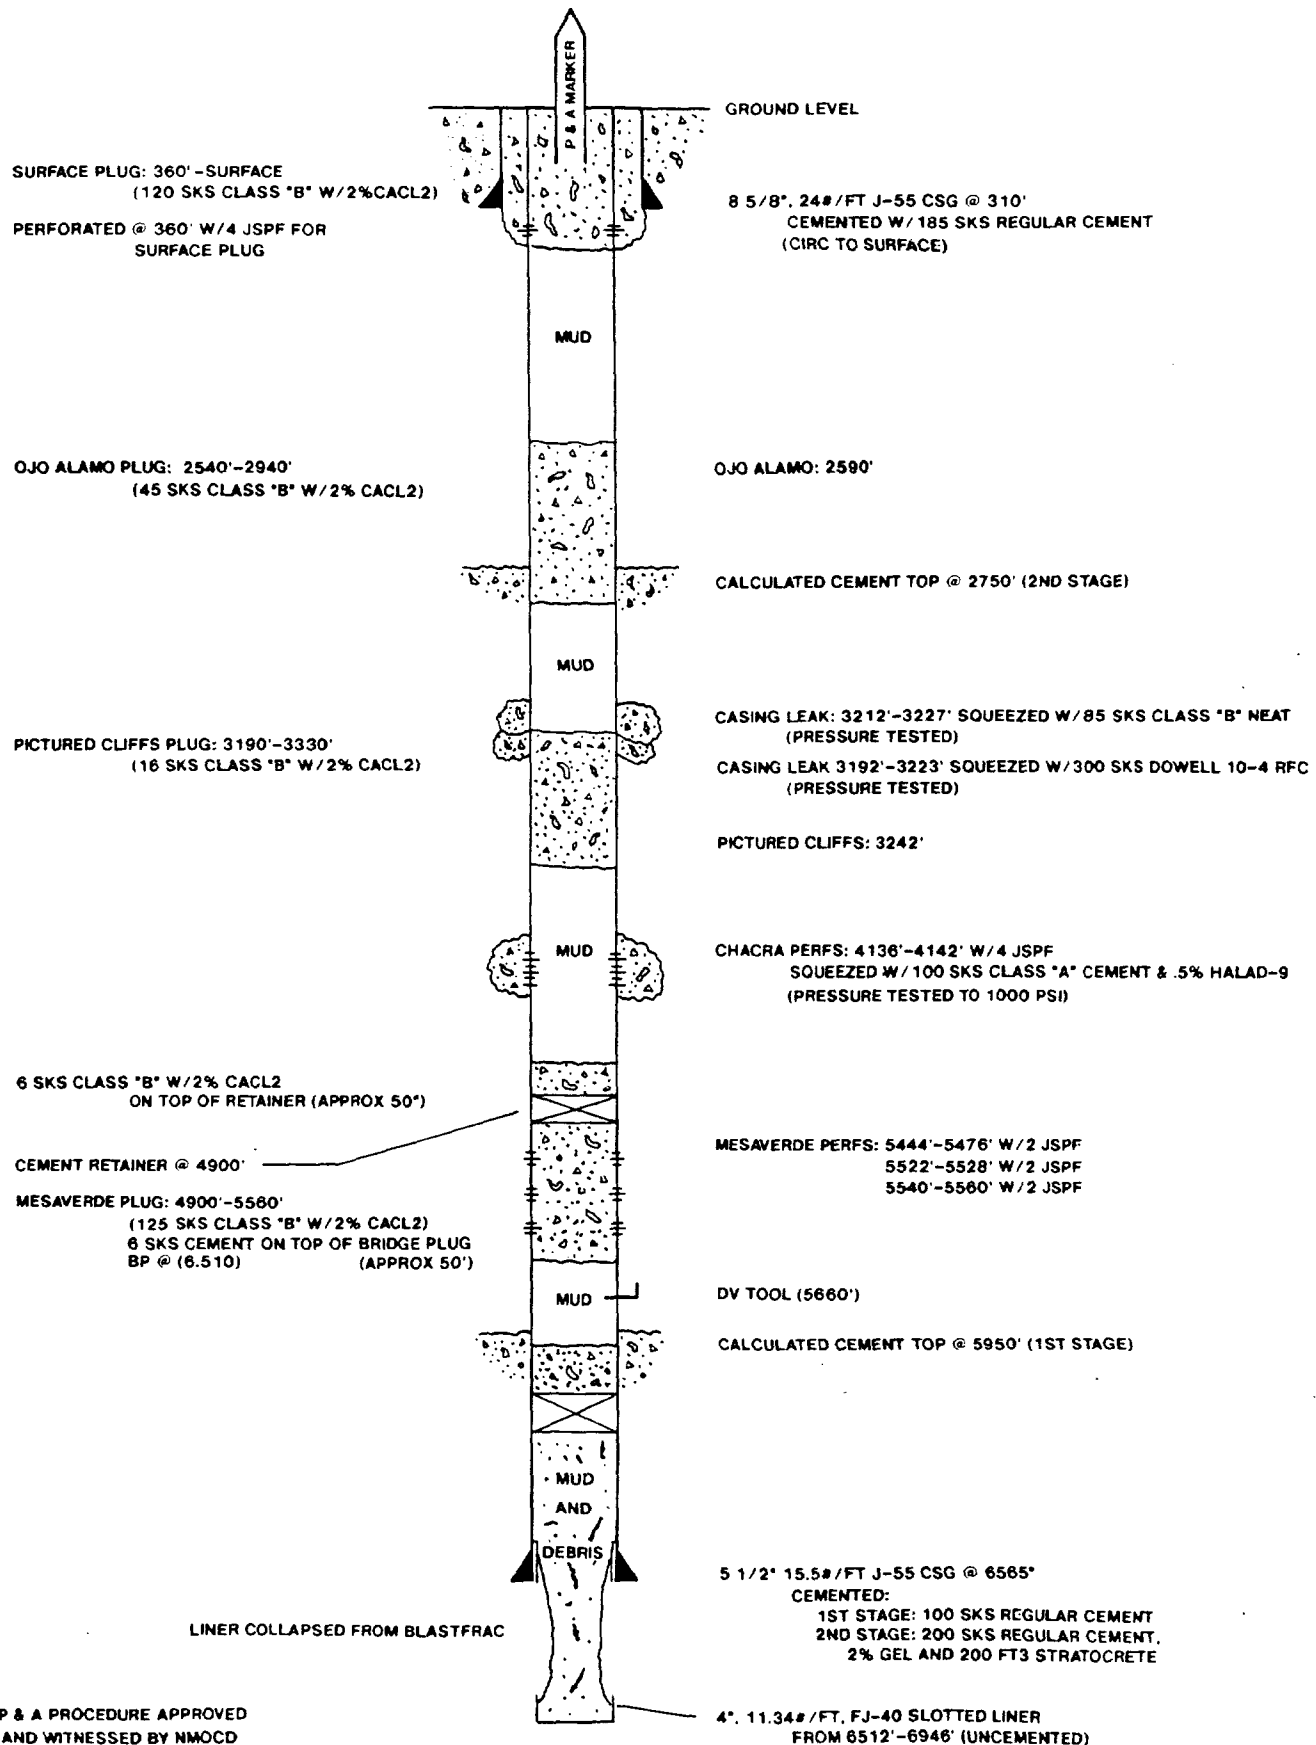 P & A MARKER
GROUND LEVEL
SURFACE PLUG: 360'-SURFACE
(120 SKS CLASS "B" W/2%CACL2)
PERFORATED @ 360' W/4 JSPF FOR
SURFACE PLUG
8 5/8", 24#/FT J-55 CSG @ 310'
CEMENTED W/185 SKS REGULAR CEMENT
(CIRC TO SURFACE)
MUD
OJO ALAMO PLUG: 2540'-2940'
(45 SKS CLASS "B" W/2% CACL2)
OJO ALAMO: 2590'
CALCULATED CEMENT TOP @ 2750' (2ND STAGE)
MUD
CASING LEAK: 3212'-3227' SQUEEZED W/85 SKS CLASS "B" NEAT
(PRESSURE TESTED)
PICTURED CLIFFS PLUG: 3190'-3330'
(16 SKS CLASS "B" W/2% CACL2)
CASING LEAK 3192'-3223' SQUEEZED W/300 SKS DOWELL 10-4 RFC
(PRESSURE TESTED)
PICTURED CLIFFS: 3242'
MUD
CHACRA PERFS: 4136'-4142' W/4 JSPF
SQUEEZED W/100 SKS CLASS "A" CEMENT & .5% HALAD-9
(PRESSURE TESTED TO 1000 PSI)
6 SKS CLASS "B" W/2% CACL2
ON TOP OF RETAINER (APPROX 50")
CEMENT RETAINER @ 4900'
MESAVERDE PERFS: 5444'-5476' W/2 JSPF
5522'-5528' W/2 JSPF
5540'-5560' W/2 JSPF
MESAVERDE PLUG: 4900'-5560'
(125 SKS CLASS "B" W/2% CACL2)
6 SKS CEMENT ON TOP OF BRIDGE PLUG
BP @ (6.510) (APPROX 50')
MUD
DV TOOL (5660')
CALCULATED CEMENT TOP @ 5950' (1ST STAGE)
MUD
AND
DEBRIS
5 1/2" 15.5#/FT J-55 CSG @ 6565"
CEMENTED:
1ST STAGE: 100 SKS REGULAR CEMENT
2ND STAGE: 200 SKS REGULAR CEMENT,
2% GEL AND 200 FT3 STRATOCRETE
LINER COLLAPSED FROM BLASTFRAC
P & A PROCEDURE APPROVED
AND WITNESSED BY NMOCD
4", 11.34#/FT, FJ-40 SLOTTED LINER
FROM 6512'-6946' (UNCEMENTED)